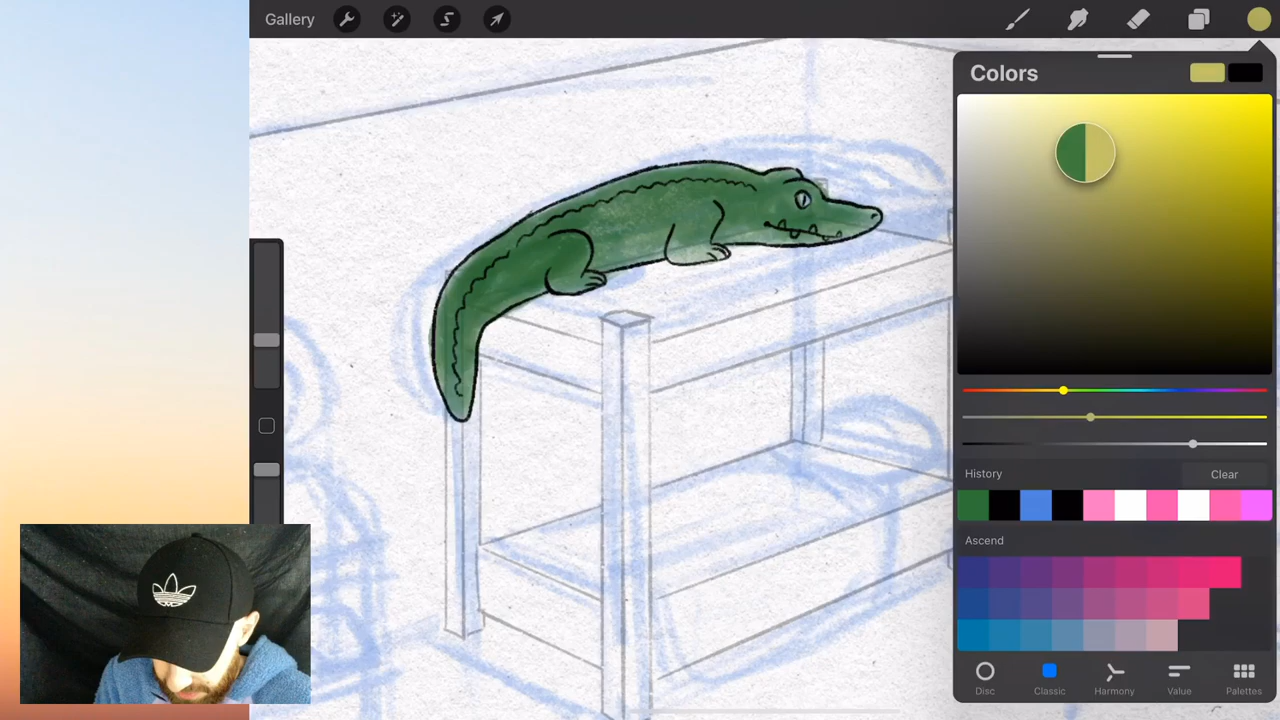 Gallery
Colors
History
Clear
Ascend
Disc
Classic
Harmony
Value
Palettes